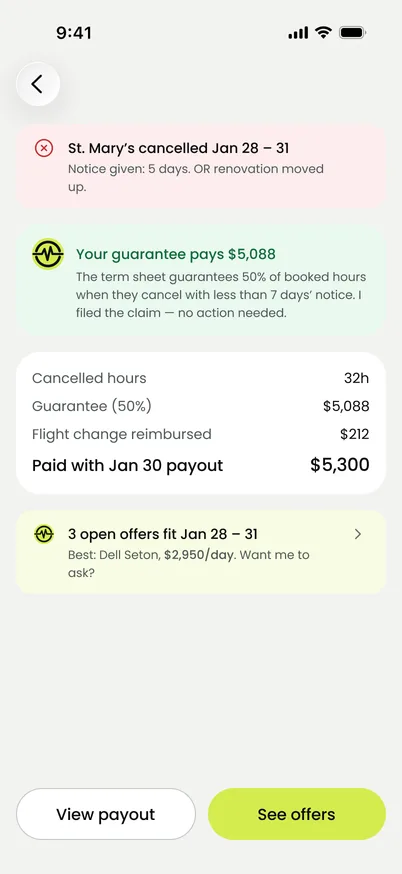 9:41
St. Mary’s cancelled Jan 28 – 31
Notice given: 5 days. OR renovation moved
up.
Your guarantee pays $5,088
The term sheet guarantees 50% of booked hours
when they cancel with less than 7 days’ notice. I
filed the claim — no action needed.
Cancelled hours 32h
Guarantee (50%) $5,088
Flight change reimbursed $212
Paid with Jan 30 payout $5,300
3 open offers fit Jan 28 – 31
Best: Dell Seton, $2,950/day. Want me to
ask?
View payout See offers